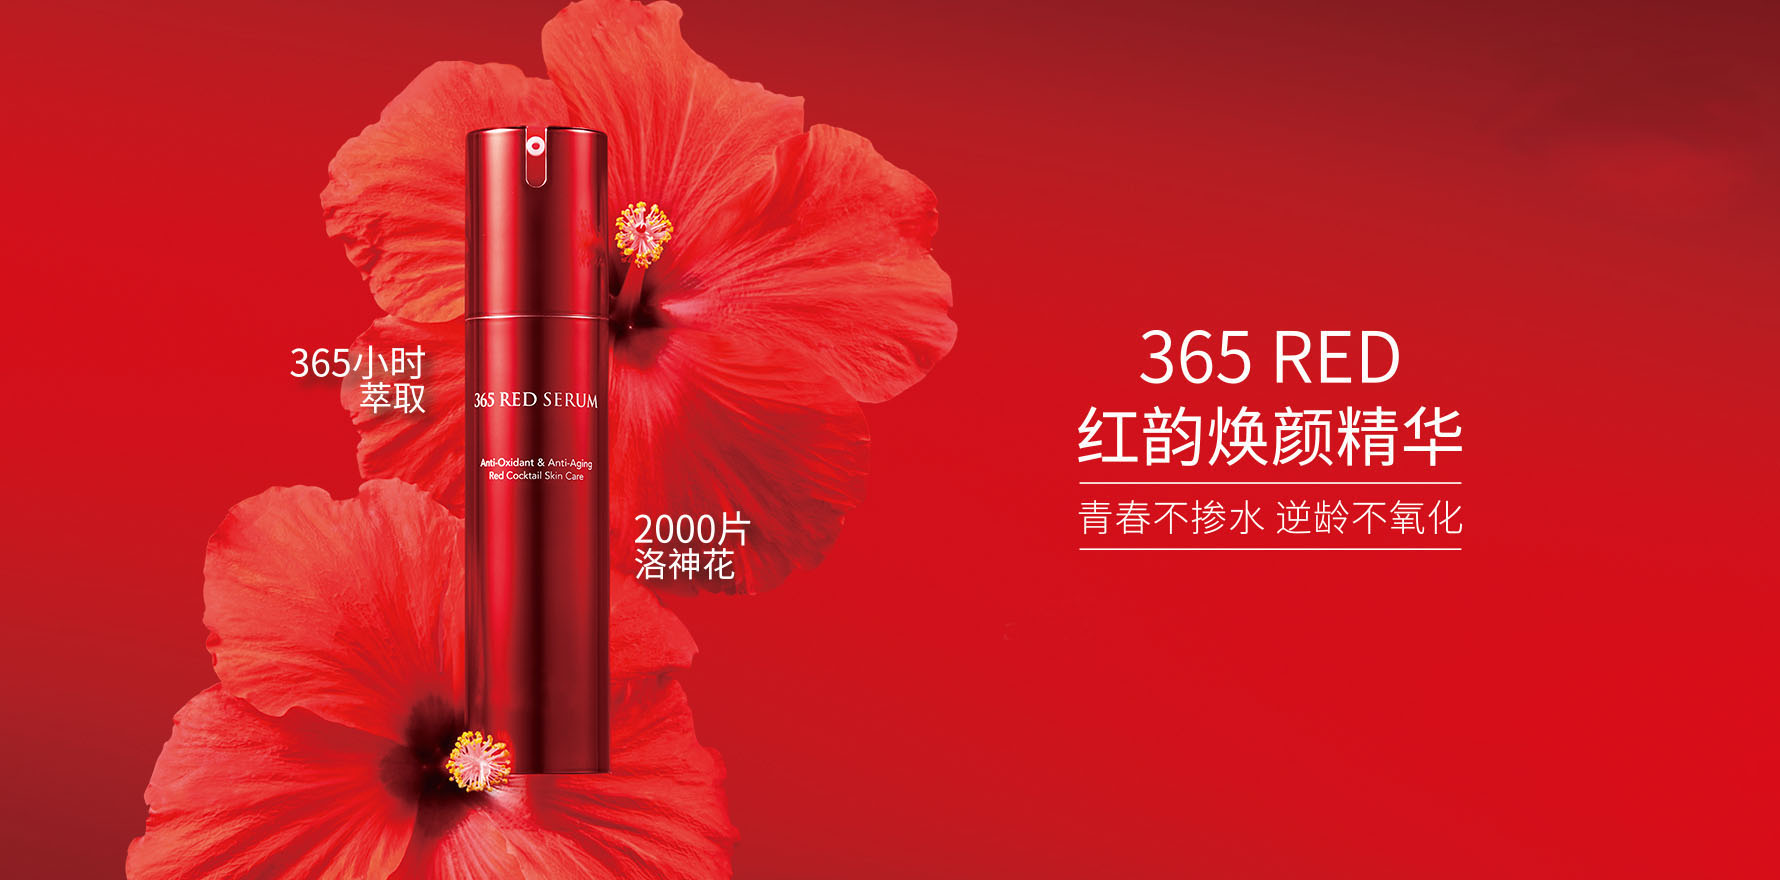 365小时
萃取
365 RED SERUM
Anti-Oxidant & Anti-Aging
Red Cocktail Skin Care
2000片
洛神花
365 RED
红韵焕颜精华
青春不掺水 逆龄不氧化